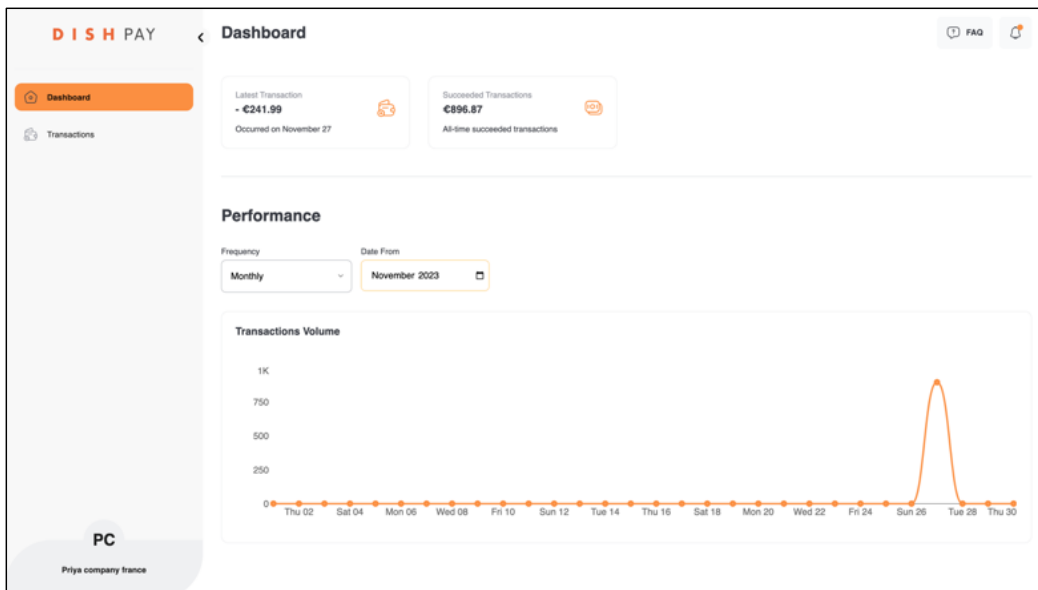 DISH PAY
Dashboard
FAQ
Dashboard
Transactions
Latest Transaction
- €241.99
Occurred on November 27
Succeeded Transactions
€896.87
All-time succeeded transactions
Performance
Frequency
Date From
Monthly
November 2023
Transactions Volume
1K
750
500
250
0
Thu 02 Sat 04 Mon 06 Wed 08 Fri 10 Sun 12 Tue 14 Thu 16 Sat 18 Mon 20 Wed 22 Fri 24 Sun 26 Tue 28 Thu 30
PC
Priya company france